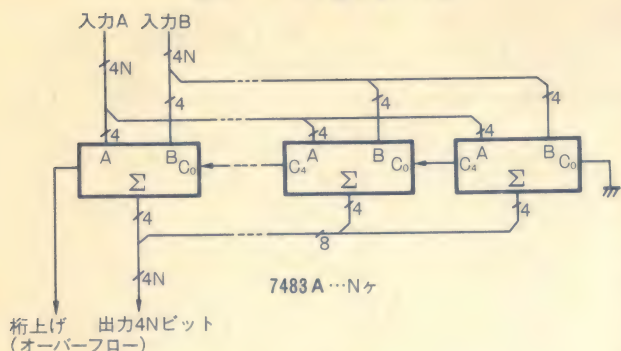 入力A 入力B
4N 4N
4 4 4 4
4 4
A B C₀ C₄ A B C₀ C₄ A B C₀
Σ Σ Σ
4 4 4
8
4N
7483A…Nヶ
桁上げ 出力4Nビット
(オーバーフロー)